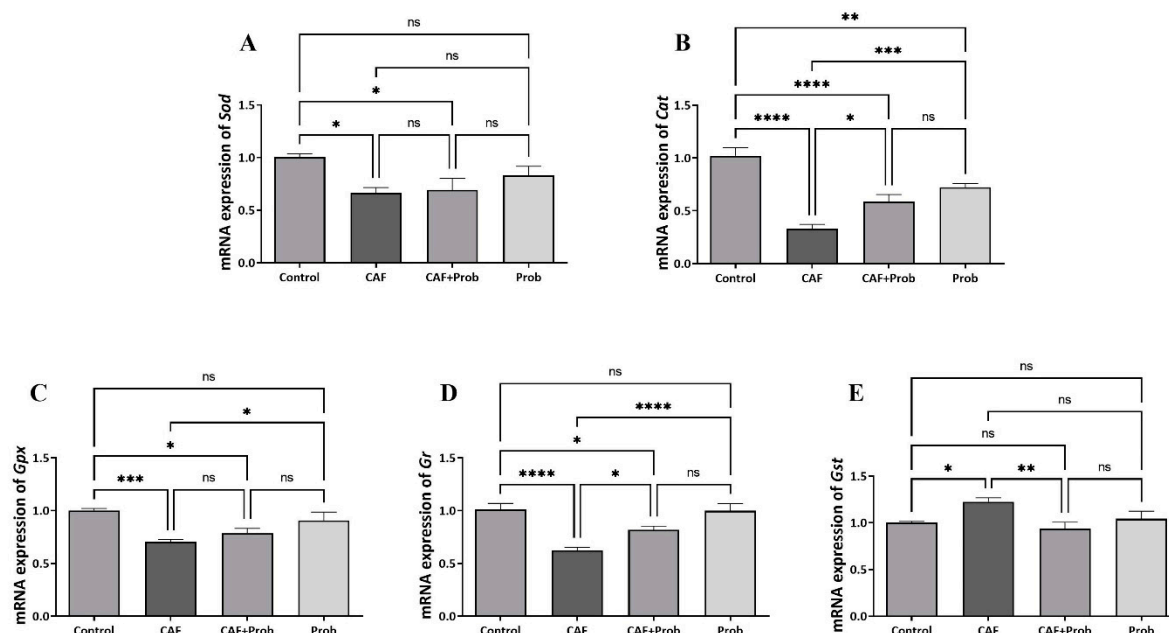 A
ns
ns
*
* ns ns
mRNA expression of Sod
1.5
1.0
0.5
0.0
Control CAF CAF+Prob Prob
B
**
***
****
**** * ns
mRNA expression of Cat
1.5
1.0
0.5
0.0
Control CAF CAF+Prob Prob
C
ns
*
*
*** ns ns
mRNA expression of Gpx
1.5
1.0
0.5
0.0
Control CAF CAF+Prob Prob
D
ns
****
*
**** * ns
mRNA expression of Gr
1.5
1.0
0.5
0.0
Control CAF CAF+Prob Prob
E
ns
ns
ns
* ** ns
mRNA expression of Gst
1.5
1.0
0.5
0.0
Control CAF CAF+Prob Prob